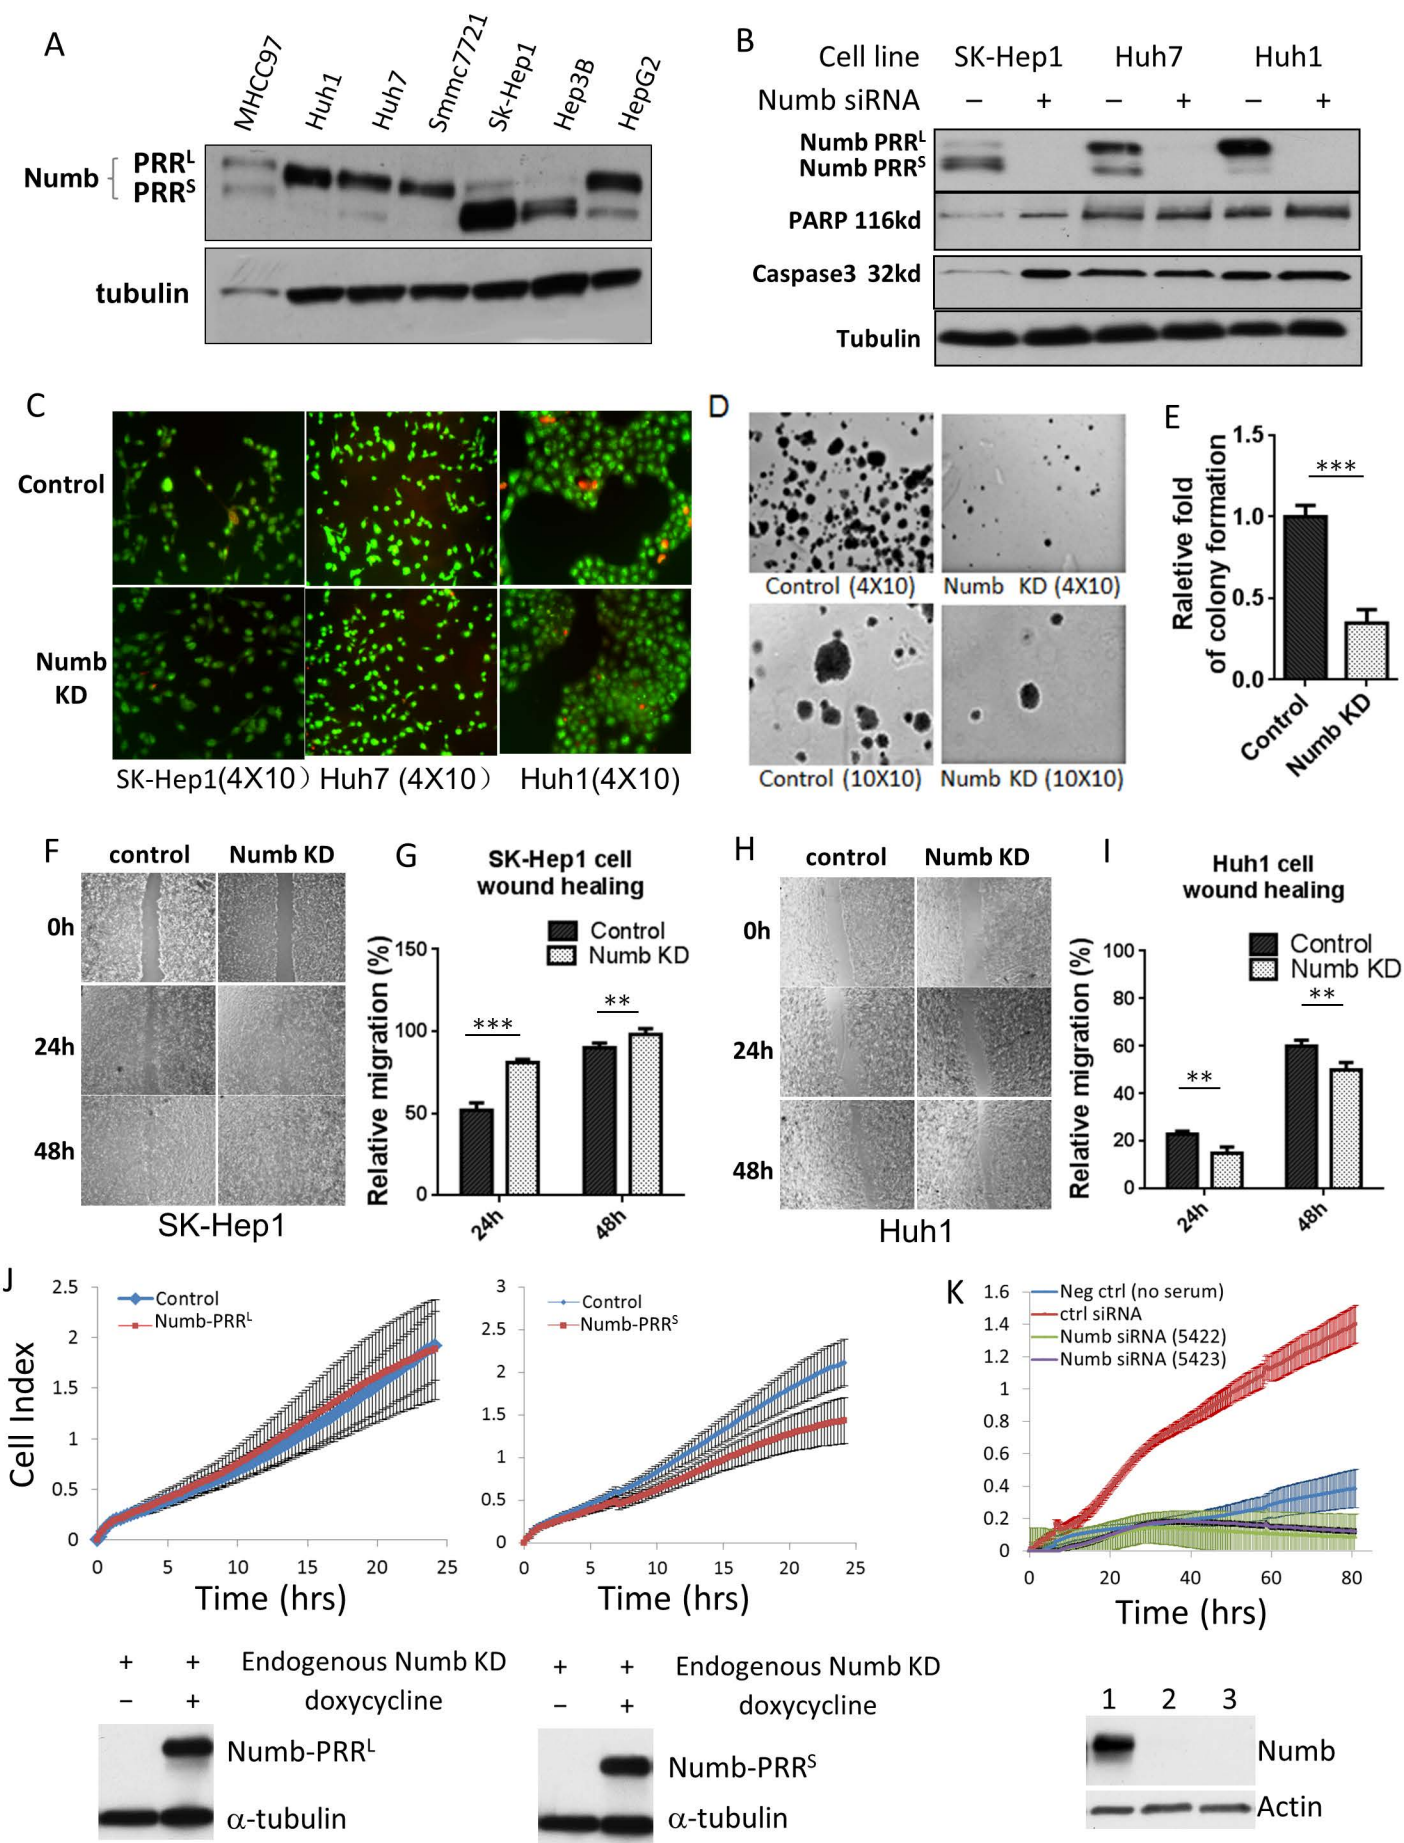 A
MHCC97
Huh1
Huh7
Smmc7721
Sk-Hep1
Hep3B
HepG2
Numb
PRRL
PRRS
tubulin
B
Cell line SK-Hep1 Huh7 Huh1
Numb siRNA – + – + – +
Numb PRRL
Numb PRRS
PARP 116kd
Caspase3 32kd
Tubulin
C
Control
Numb
KD
SK-Hep1(4X10) Huh7 (4X10) Huh1(4X10)
D
Control (4X10) Numb KD (4X10)
Control (10X10) Numb KD (10X10)
E
Raletive fold
of colony formation
1.5
1.0
0.5
0.0
***
Control
Numb KD
F
control Numb KD
0h
24h
48h
SK-Hep1
G
SK-Hep1 cell
wound healing
Control
Numb KD
Relative migration (%)
150
100
50
0
***
**
24h
48h
H
control Numb KD
0h
24h
48h
Huh1
I
Huh1 cell
wound healing
Control
Numb KD
Relative migration (%)
100
80
60
40
20
0
**
**
24h
48h
J
Cell Index
2.5
2
1.5
1
0.5
0
Control
Numb-PRRL
0 5 10 15 20 25
Time (hrs)
3
2.5
2
1.5
1
0.5
0
Control
Numb-PRRS
0 5 10 15 20 25
Time (hrs)
K
1.6
1.4
1.2
1
0.8
0.6
0.4
0.2
0
Neg ctrl (no serum)
ctrl siRNA
Numb siRNA (5422)
Numb siRNA (5423)
0 20 40 60 80
Time (hrs)
+ + Endogenous Numb KD
– + doxycycline
Numb-PRRL
α-tubulin
+ + Endogenous Numb KD
– + doxycycline
Numb-PRRS
α-tubulin
1 2 3
Numb
Actin